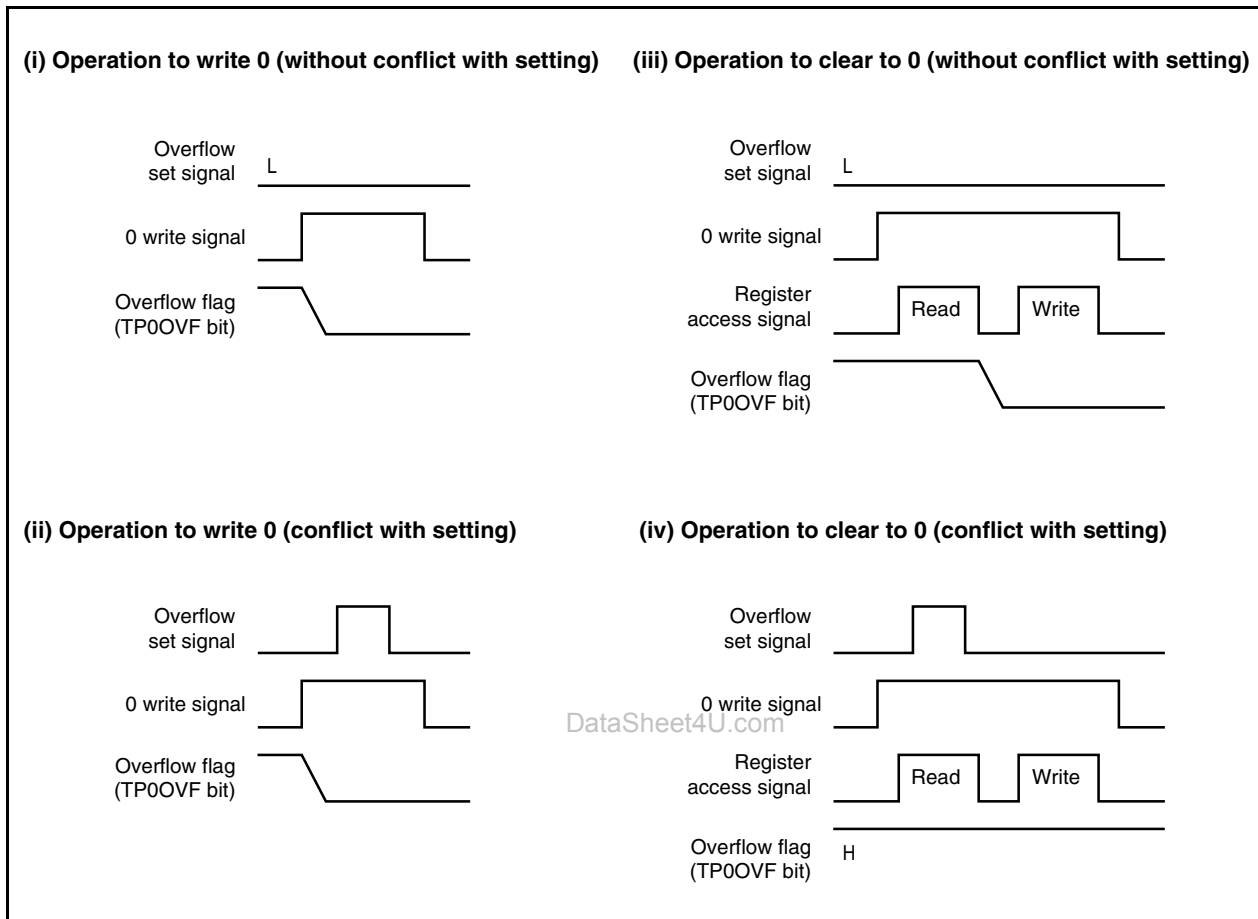 (i) Operation to write 0 (without conflict with setting)
Overflow
set signal
L
0 write signal
Overflow flag
(TP0OVF bit)
(iii) Operation to clear to 0 (without conflict with setting)
Overflow
set signal
L
0 write signal
Register
access signal
Read
Write
Overflow flag
(TP0OVF bit)
(ii) Operation to write 0 (conflict with setting)
Overflow
set signal
0 write signal
Overflow flag
(TP0OVF bit)
(iv) Operation to clear to 0 (conflict with setting)
Overflow
set signal
0 write signal
Register
access signal
Read
Write
Overflow flag
(TP0OVF bit)
H
DataSheet4U.com